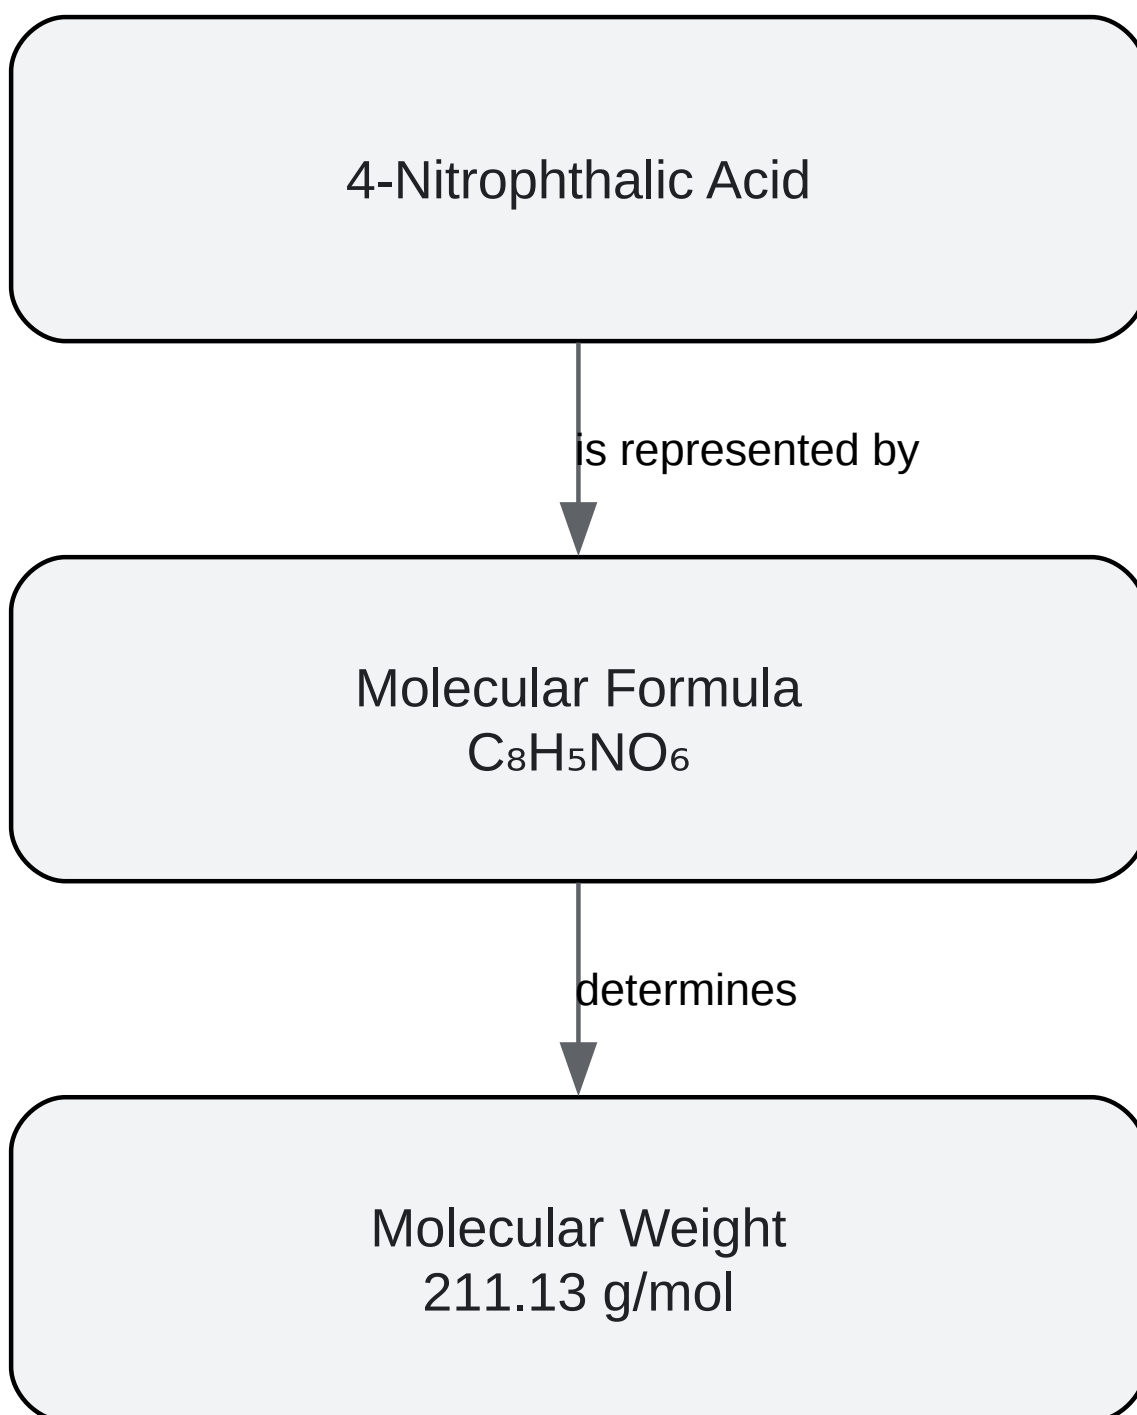 4-Nitrophthalic Acid
is represented by
Molecular Formula
C₈H₅NO₆
determines
Molecular Weight
211.13 g/mol